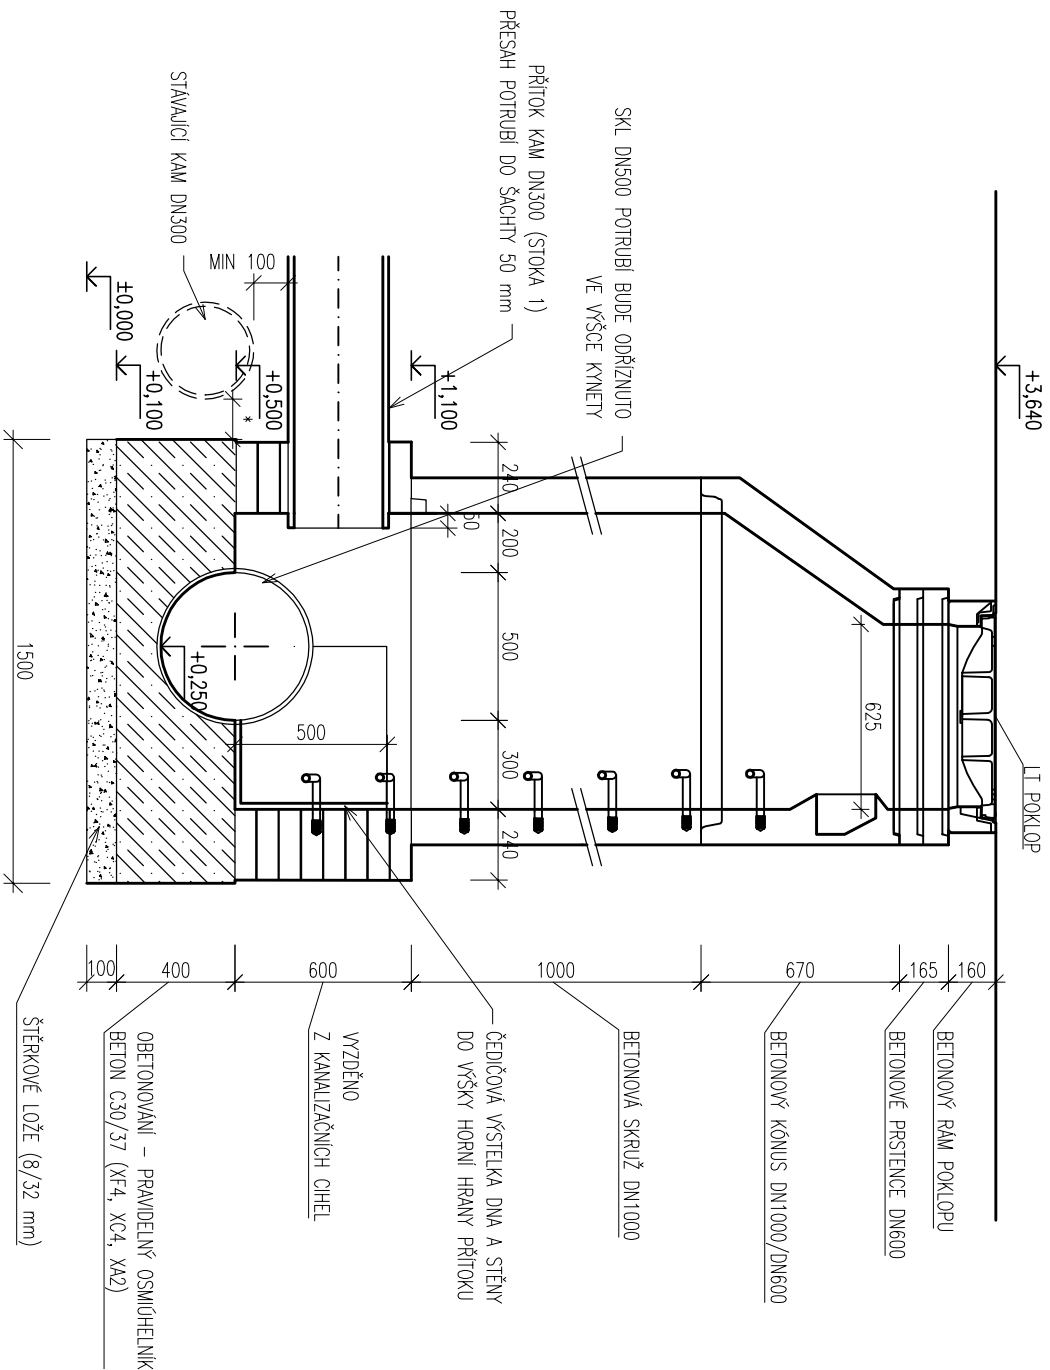 +3,640
LT POKLOP
PŘÍTOK KAM DN300 (STOKA 1)
PŘESAH POTRUBÍ DO ŠACHTY 50 mm
SKL DN500 POTRUBÍ BUDE ODŘÍZNUTO
VE VÝŠCE KYNETY
STÁVAJÍCÍ KAM DN300
MIN 100
±0,000
+0,100
+0,500
*
+1,100
+0,250
240
50
200
500
300
240
625
500
1500
160
165
670
1000
600
400
100
BETONOVÝ RÁM POKLOPU
BETONOVÉ PRSTENCE DN600
BETONOVÝ KÓNUS DN1000/DN600
BETONOVÁ SKRUŽ DN1000
ČEDIČOVÁ VÝSTELKA DNA A STĚNY
DO VÝŠKY HORNÍ HRANY PŘÍTOKU
VYZDĚNO
Z KANALIZAČNÍCH CIHEL
OBETONOVÁNÍ – PRAVIDELNÝ OSMIÚHELNÍK
BETON C30/37 (XF4, XC4, XA2)
ŠTĚRKOVÉ LOŽE (8/32 mm)